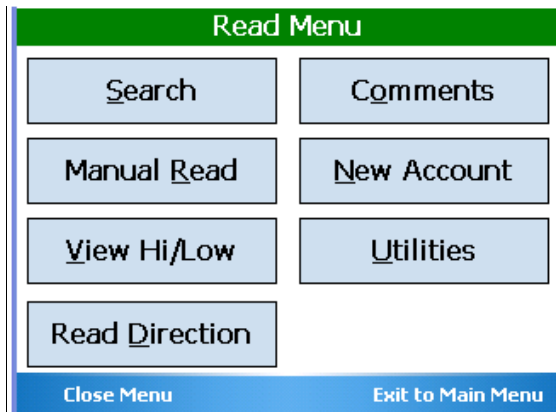 Read Menu
Search
Comments
Manual Read
New Account
View Hi/Low
Utilities
Read Direction
Close Menu
Exit to Main Menu